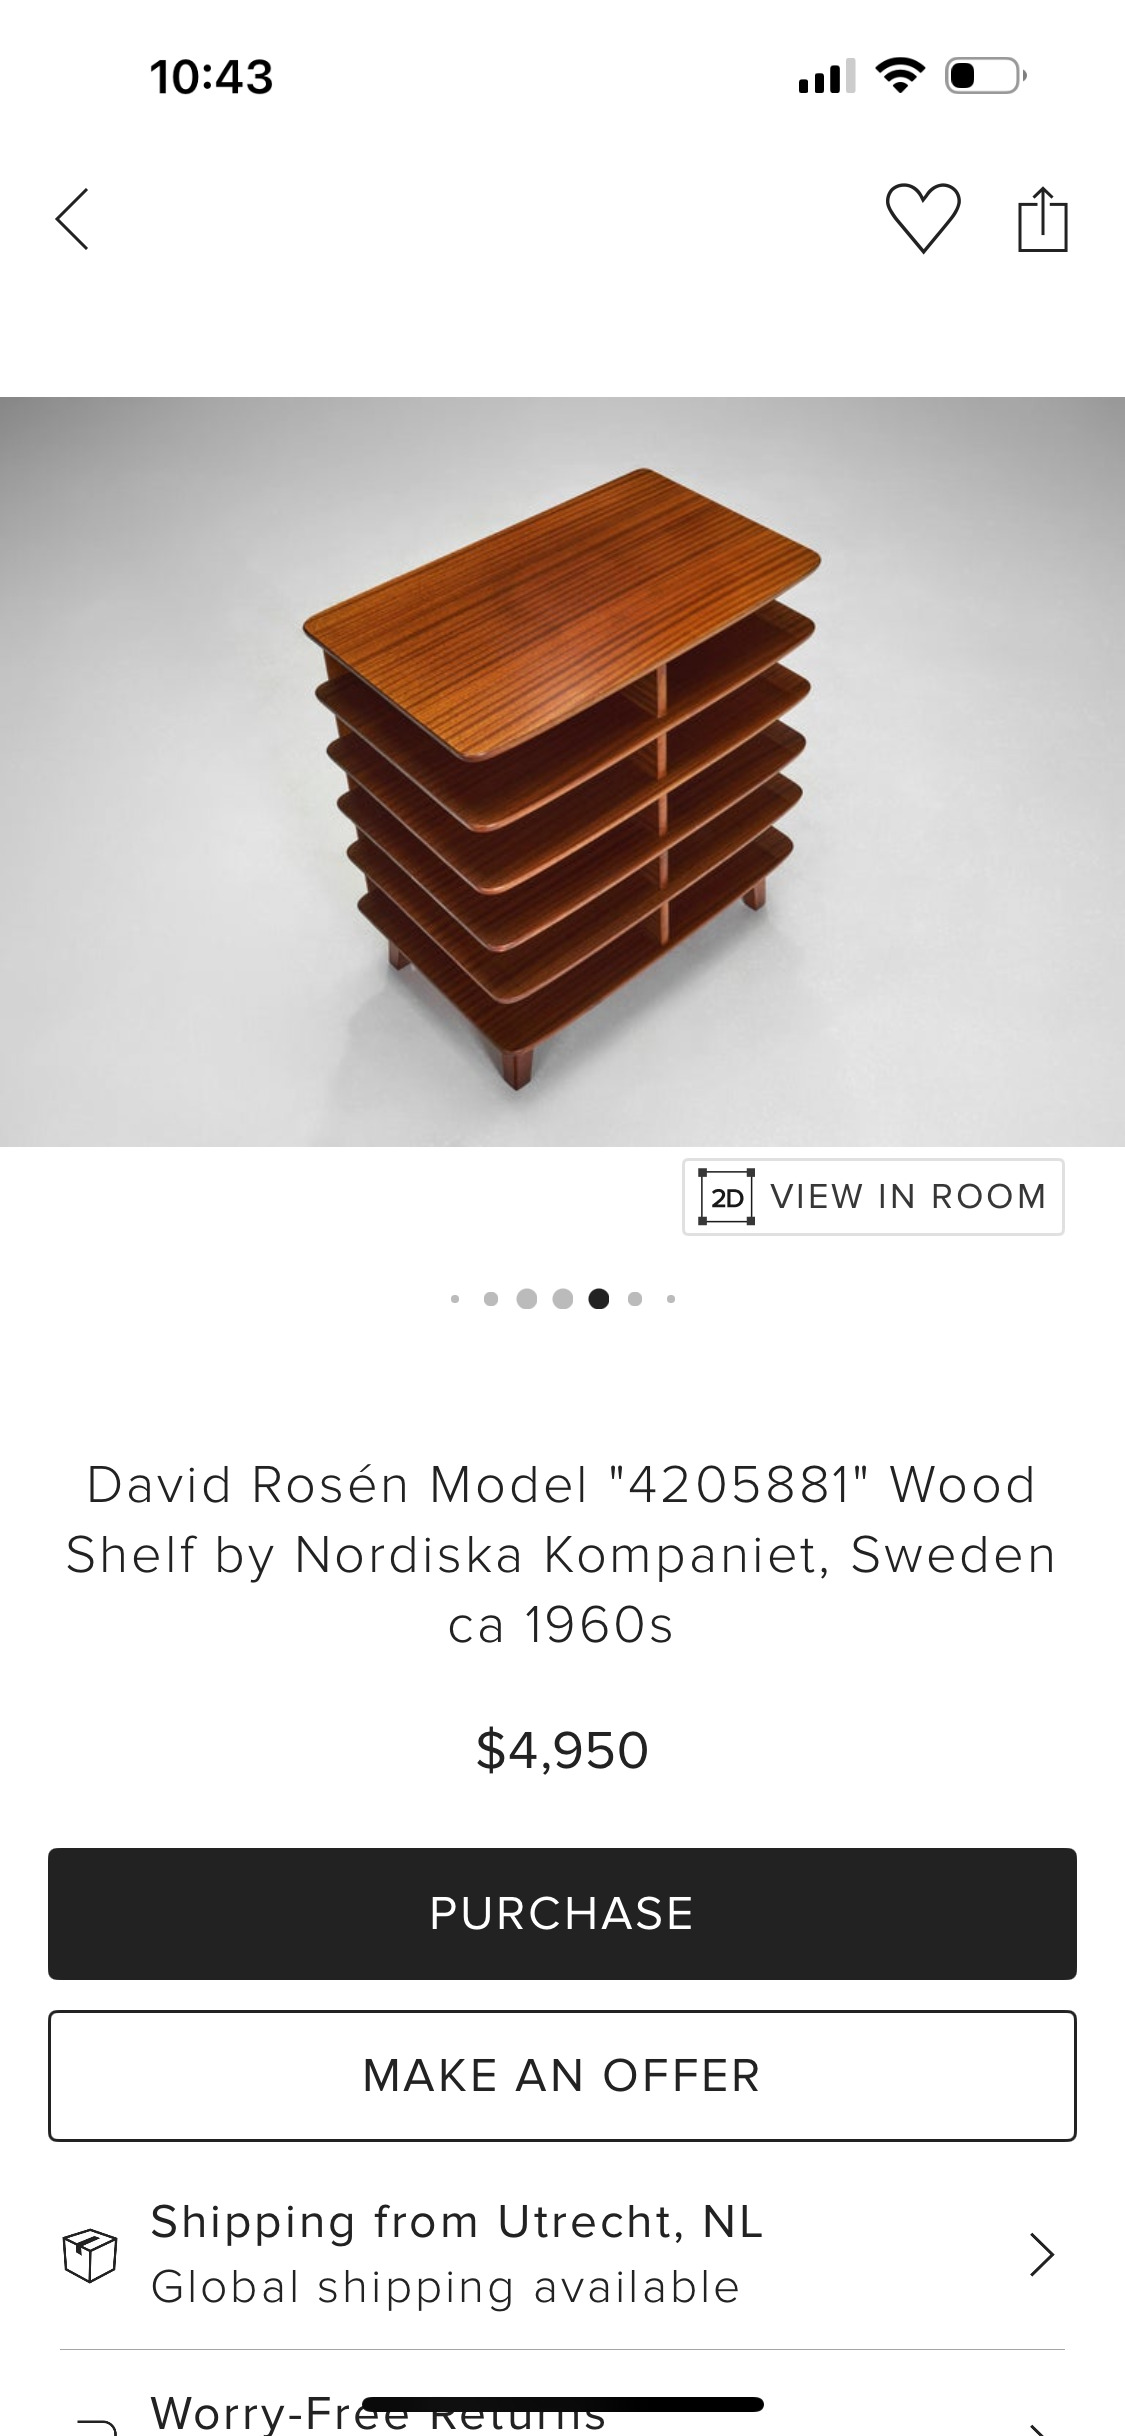 10:43
2D VIEW IN ROOM
David Rosén Model "4205881" Wood
Shelf by Nordiska Kompaniet, Sweden
ca 1960s
$4,950
PURCHASE
MAKE AN OFFER
Shipping from Utrecht, NL
Global shipping available
Worry-Free Returns